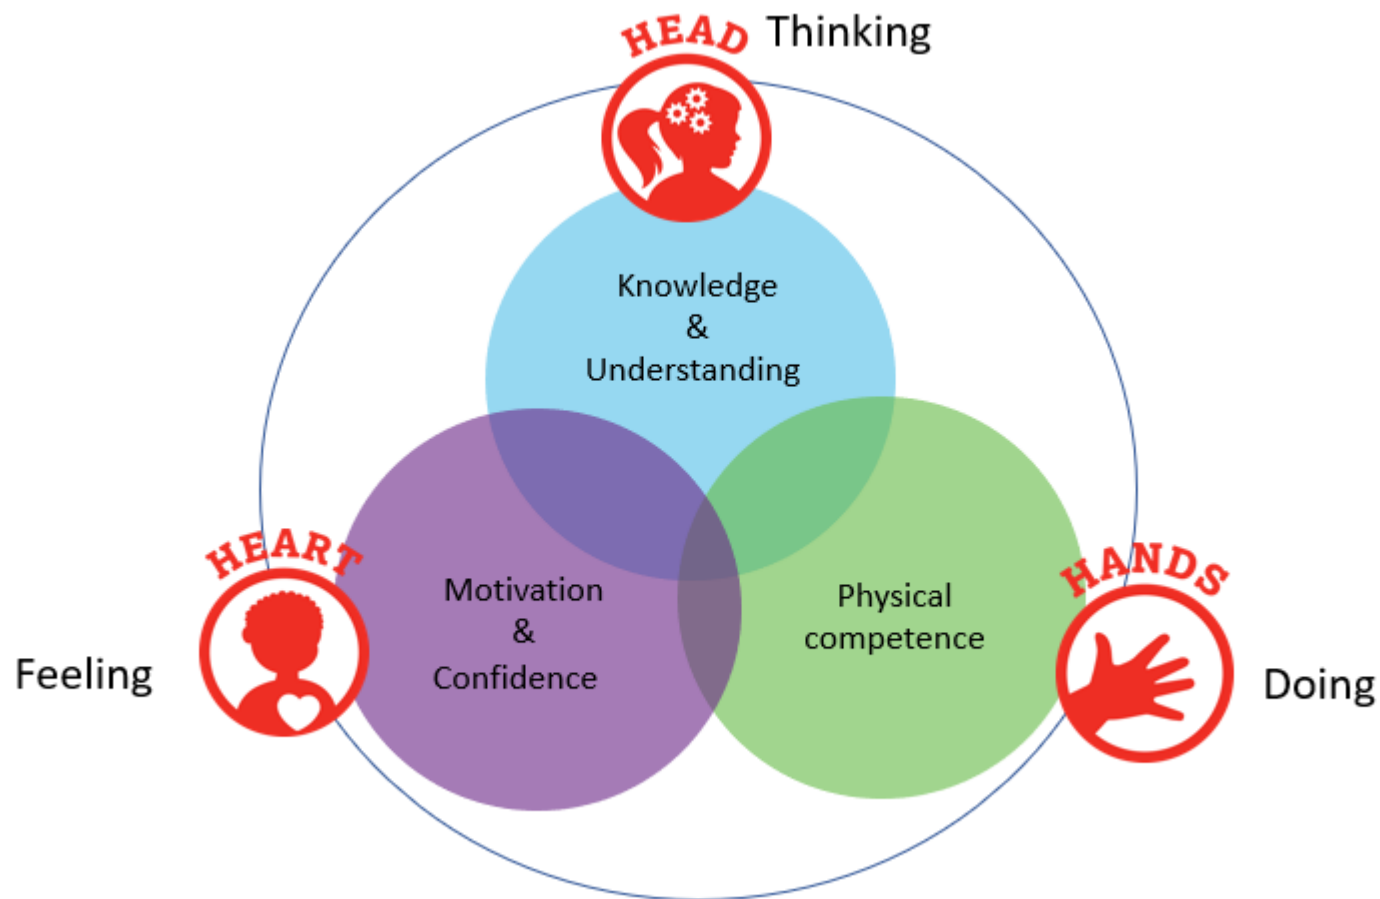 HEAD Thinking
Knowledge
&
Understanding
HEART
Feeling
Motivation
&
Confidence
HANDS
Physical
competence
Doing